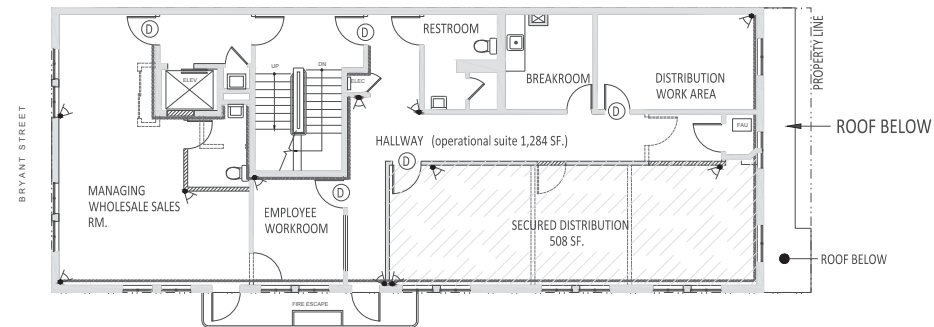 D
D
RESTROOM
UP
DN
ELEV
ELEC
BREAKROOM
DISTRIBUTION
WORK AREA
D
PROPERTY LINE
FAU
ROOF BELOW
BRYANT STREET
HALLWAY (operational suite 1,284 SF.)
D
MANAGING
WHOLESALE SALES
RM.
D
EMPLOYEE
WORKROOM
SECURED DISTRIBUTION
508 SF.
ROOF BELOW
FIRE ESCAPE